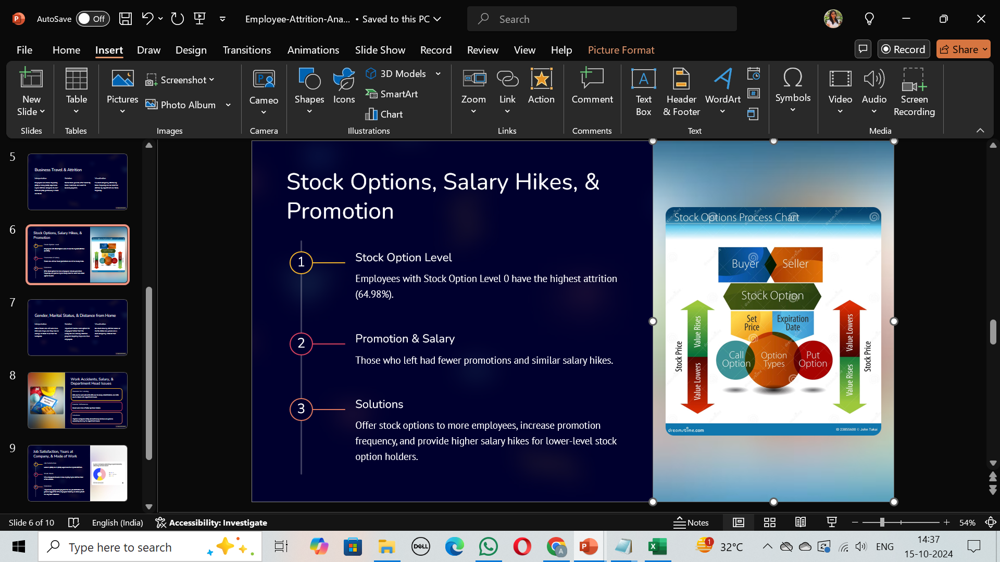 AutoSave Off Employee-Attrition-Ana... • Saved to this PC Search
File Home Insert Draw Design Transitions Animations Slide Show Record Review View Help Picture Format Record Share
New Slide Table Pictures Screenshot Photo Album Cameo Shapes Icons 3D Models SmartArt Chart Zoom Link Action Comment Text Box Header & Footer WordArt Symbols Video Audio Screen Recording
Slides Tables Images Camera Illustrations Links Comments Text Media
5
Business Travel & Attrition
6
Stock Options, Salary Hikes, &
Promotion
7
Gender, Marital Status, & Distance from Home
8
Work Accidents, Salary, &
Department Head Issues
9
Job Satisfaction, Years at
Company, & Mode of Work
Stock Options, Salary Hikes, &
Promotion
1
Stock Option Level
Employees with Stock Option Level 0 have the highest attrition
(64.98%).
2
Promotion & Salary
Those who left had fewer promotions and similar salary hikes.
3
Solutions
Offer stock options to more employees, increase promotion
frequency, and provide higher salary hikes for lower-level stock
option holders.
Stock Options Process Chart
Buyer Seller
Stock Option
Set Price
Expiration Date
Call Option
Option Types
Put Option
Stock Price
Value Rises
Value Lowers
Value Lowers
Value Rises
Stock Price
dreamstime.com
ID 23855600 © John Takai
Slide 6 of 10 English (India) Accessibility: Investigate Notes 54%
Type here to search DELL 1 32°C ENG 14:37
15-10-2024